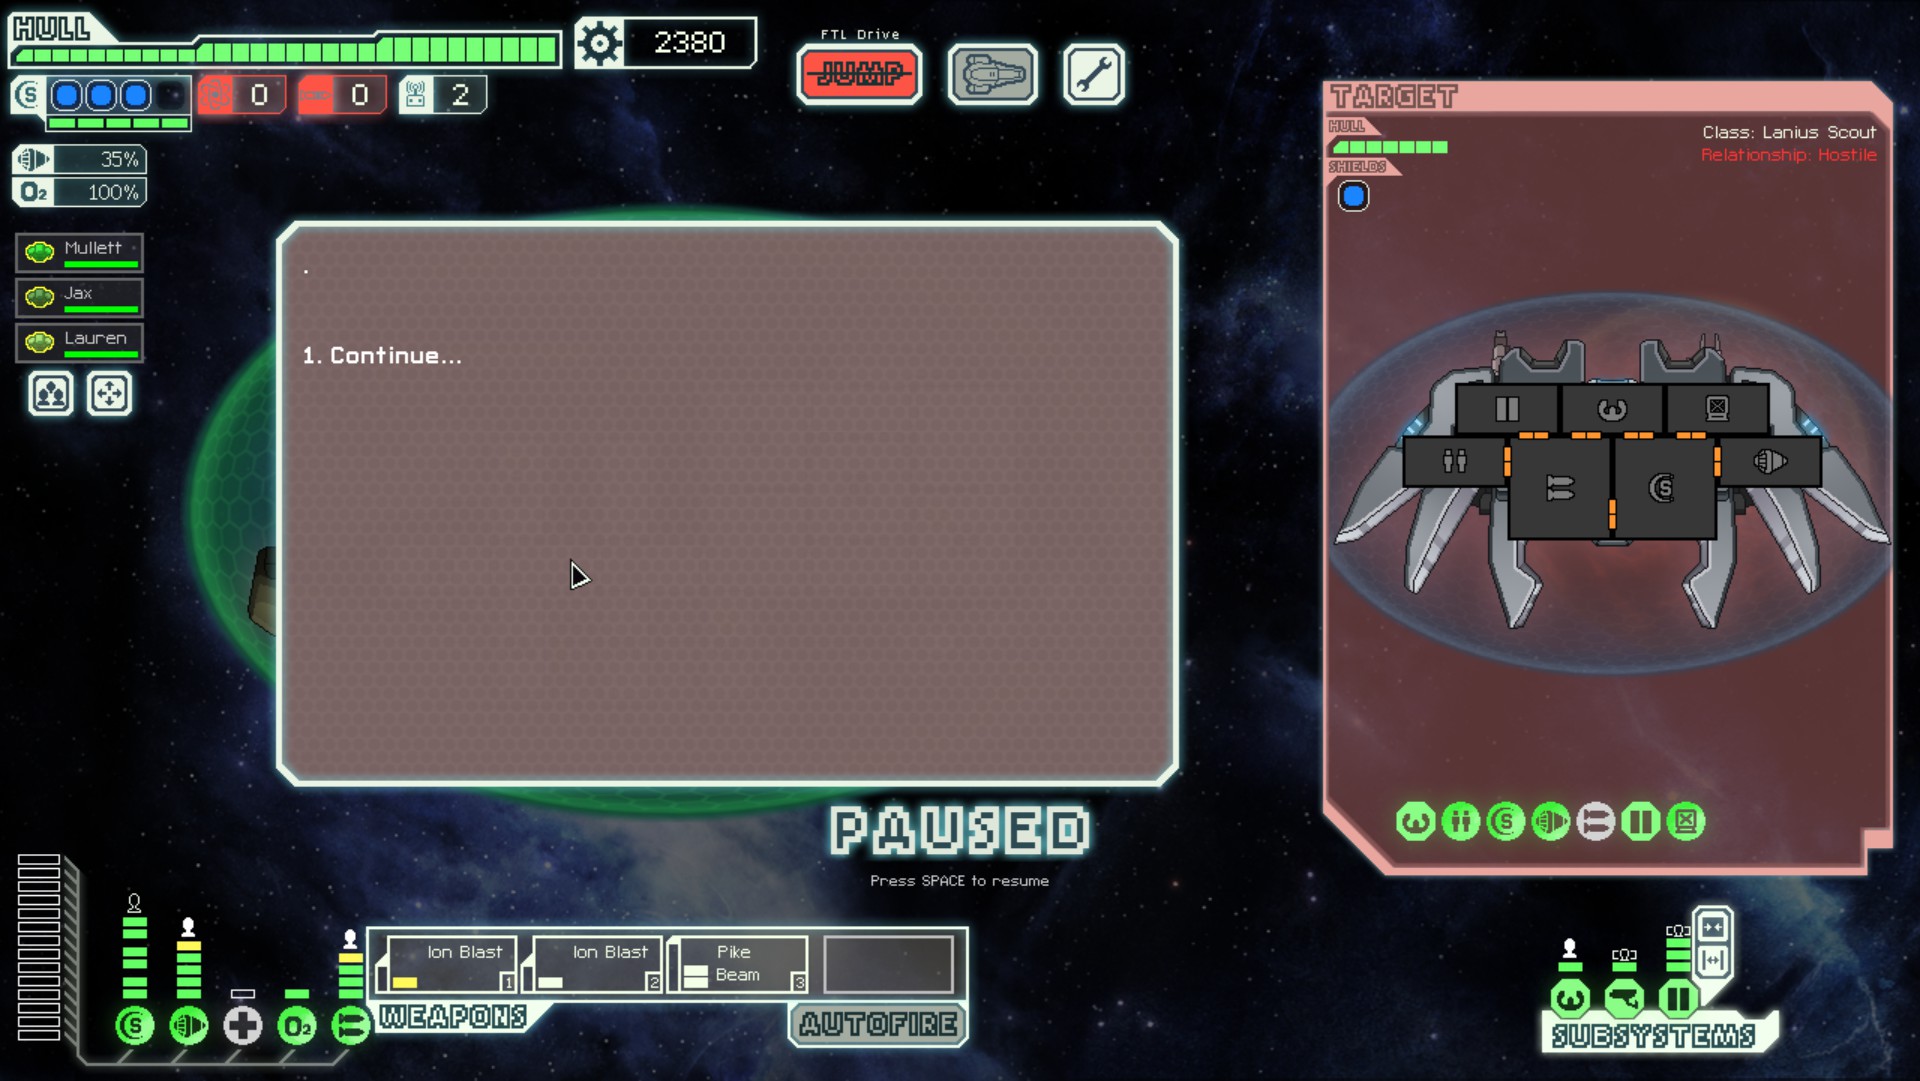 HULL
2380
FTL Drive
JUMP
0
0
2
35%
O2 100%
Mullett
Jax
Lauren
.
1. Continue...
TARGET
HULL
Class: Lanius Scout
Relationship: Hostile
SHIELDS
PAUSED
Press SPACE to resume
Ion Blast 1
Ion Blast 2
Pike
Beam 3
WEAPONS
AUTOFIRE
SUBSYSTEMS